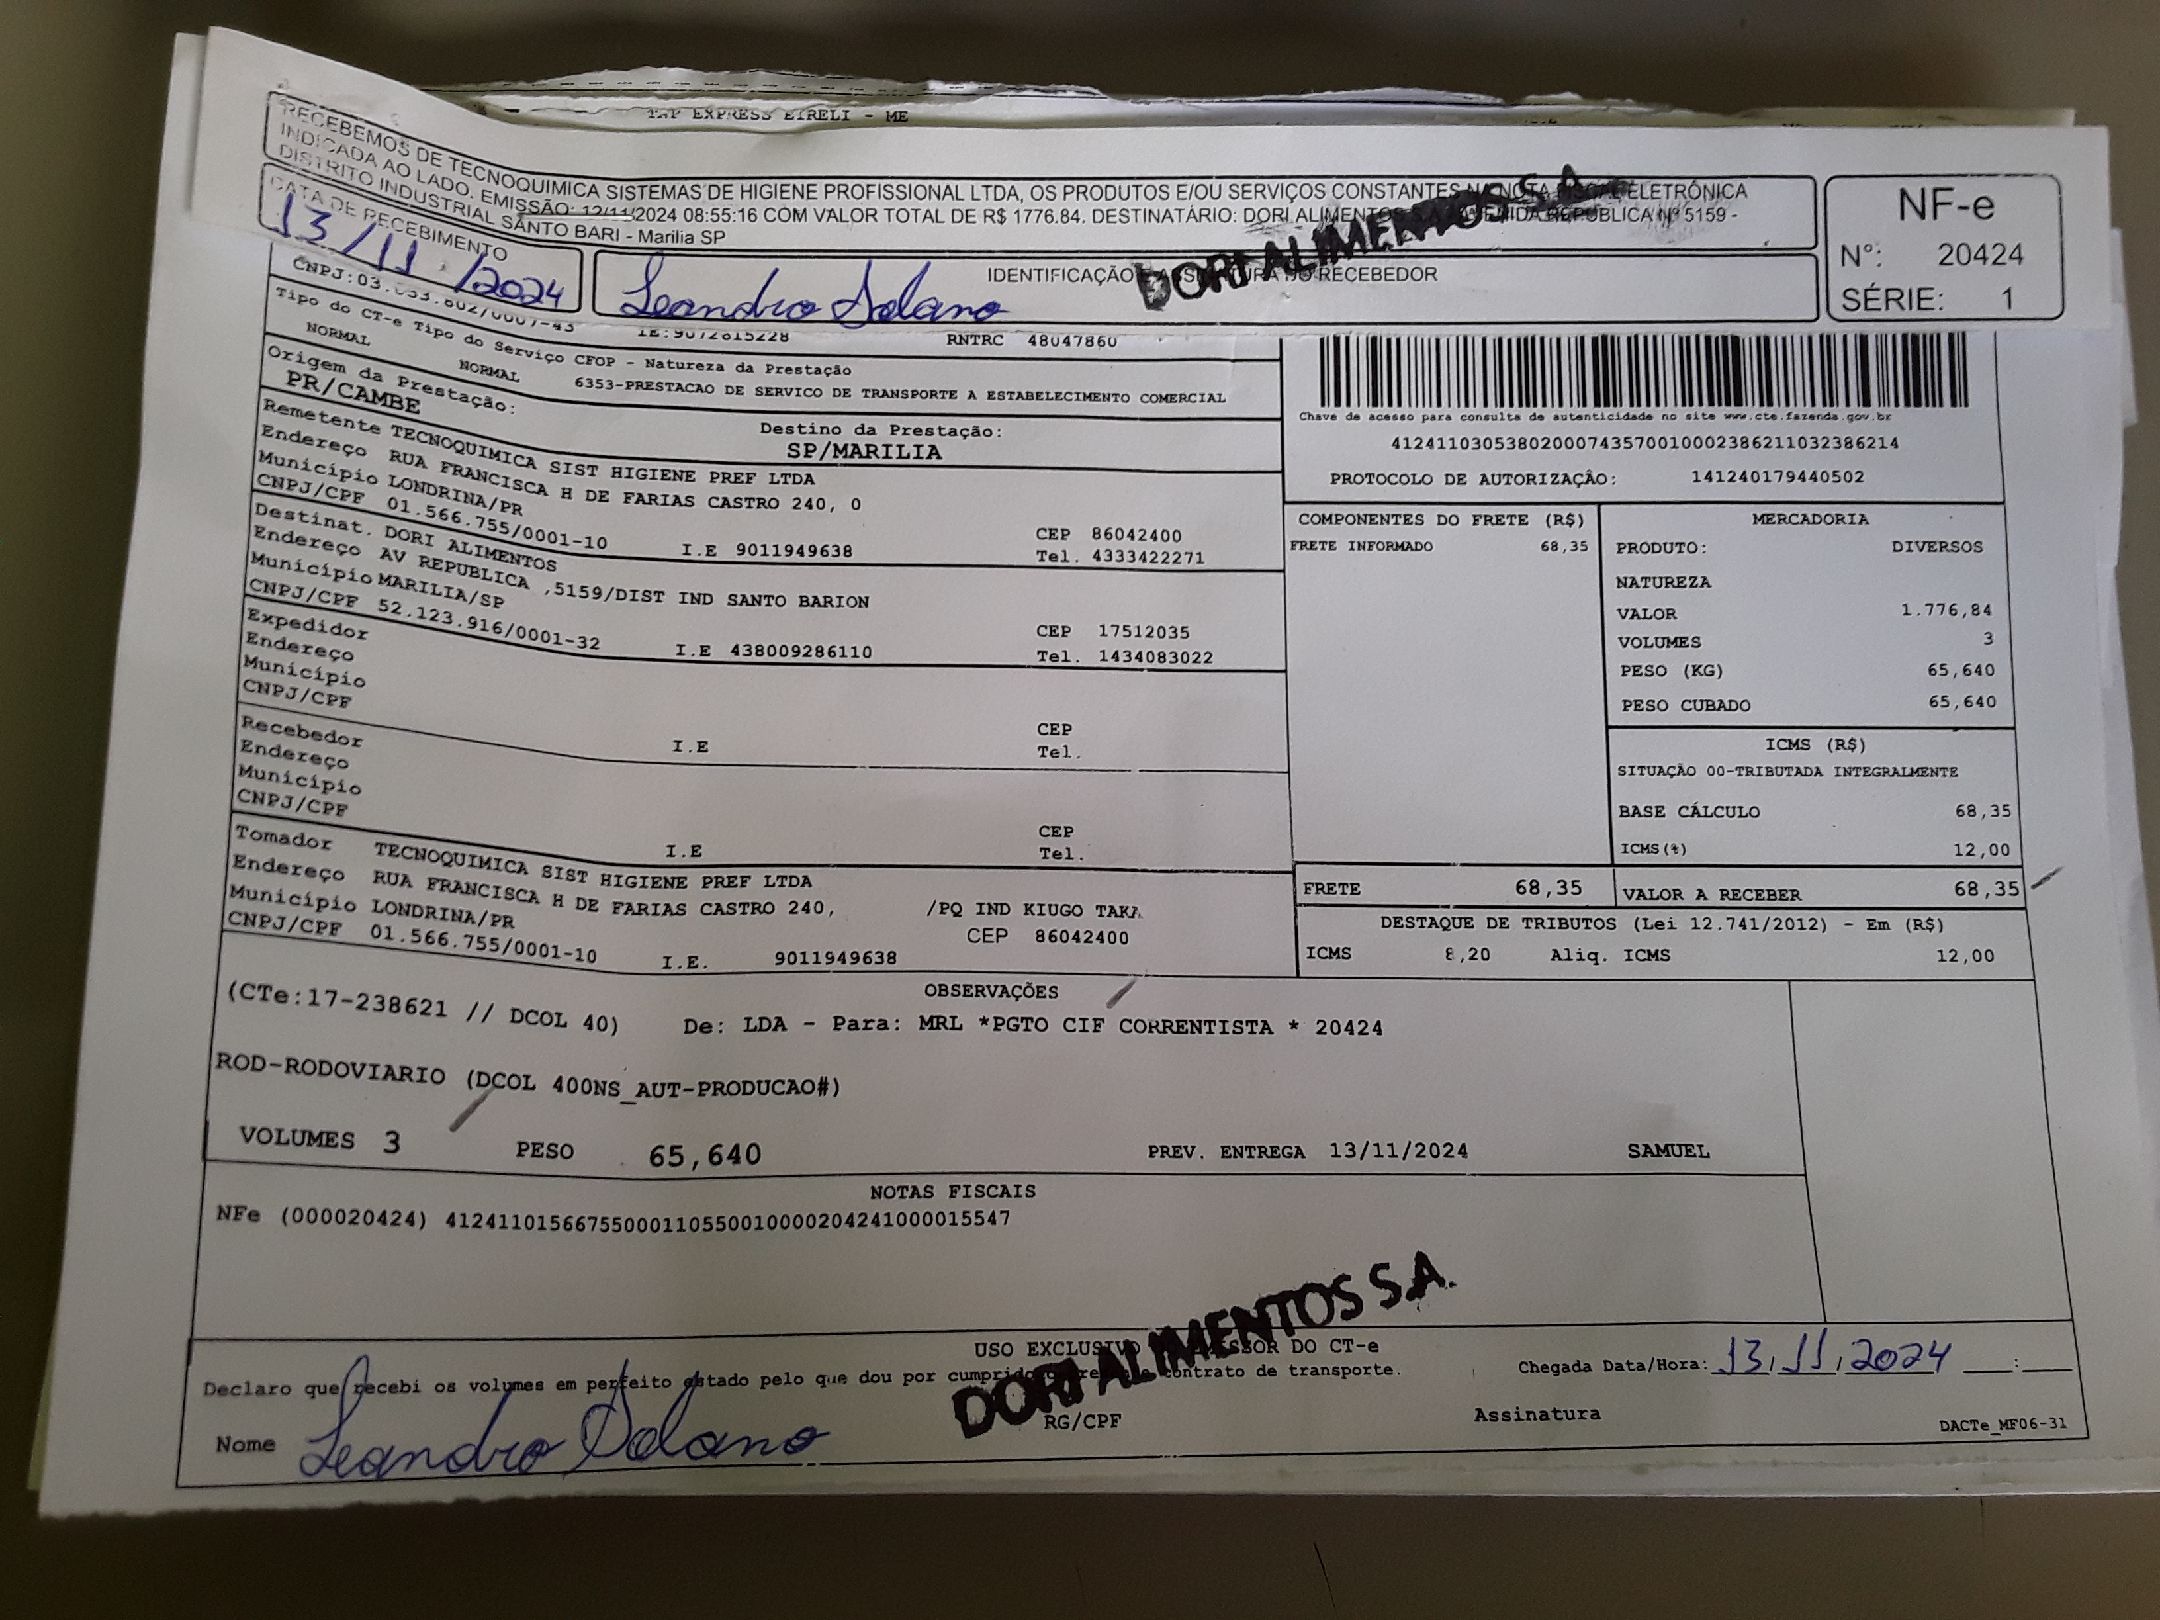 TAP EXPRESS EIRELI - ME
RECEBEMOS DE TECNOQUIMICA SISTEMAS DE HIGIENE PROFISSIONAL LTDA, OS PRODUTOS E/OU SERVIÇOS CONSTANTES NA NOTA FISCAL ELETRÔNICA
INDICADA AO LADO. EMISSÃO: 12/11/2024 08:55:16 COM VALOR TOTAL DE R$ 1776.84, DESTINATÁRIO: DORI ALIMENTOS S.A. AVENIDA REPUBLICA Nº 5159 -
DISTRITO INDUSTRIAL SANTO BARI - Marilia SP
DORI ALIMENTOS S.A.
NF-e
Nº: 20424
SÉRIE: 1
DATA DE RECEBIMENTO
13/11/2024
IDENTIFICAÇÃO E ASSINATURA DO RECEBEDOR
Leandro Solano
CNPJ:03.053.802/0007-43 IE:9072815228 RNTRC 48047860
Tipo do CT-e Tipo do Serviço CFOP - Natureza da Prestação
NORMAL NORMAL 6353-PRESTACAO DE SERVICO DE TRANSPORTE A ESTABELECIMENTO COMERCIAL
Origem da Prestação: Destino da Prestação:
PR/CAMBE SP/MARILIA
Chave de acesso para consulta de autenticidade no site www.cte.fazenda.gov.br
41241103053802000743570010002386211032386214
PROTOCOLO DE AUTORIZAÇÃO: 141240179440502
Remetente TECNOQUIMICA SIST HIGIENE PREF LTDA
Endereço RUA FRANCISCA H DE FARIAS CASTRO 240, 0
Município LONDRINA/PR CEP 86042400
CNPJ/CPF 01.566.755/0001-10 I.E 9011949638 Tel. 4333422271
Destinat. DORI ALIMENTOS
Endereço AV REPUBLICA ,5159/DIST IND SANTO BARION
Município MARILIA/SP CEP 17512035
CNPJ/CPF 52.123.916/0001-32 I.E 438009286110 Tel. 1434083022
Expedidor
Endereço
Município CEP
CNPJ/CPF I.E Tel.
Recebedor
Endereço
Município CEP
CNPJ/CPF I.E Tel.
Tomador TECNOQUIMICA SIST HIGIENE PREF LTDA
Endereço RUA FRANCISCA H DE FARIAS CASTRO 240, /PQ IND KIUGO TAKA
Município LONDRINA/PR CEP 86042400
CNPJ/CPF 01.566.755/0001-10 I.E. 9011949638
COMPONENTES DO FRETE (R$)
FRETE INFORMADO 68,35
MERCADORIA
PRODUTO: DIVERSOS
NATUREZA
VALOR 1.776,84
VOLUMES 3
PESO (KG) 65,640
PESO CUBADO 65,640
ICMS (R$)
SITUAÇÃO 00-TRIBUTADA INTEGRALMENTE
BASE CÁLCULO 68,35
ICMS(%) 12,00
FRETE 68,35 VALOR A RECEBER 68,35
DESTAQUE DE TRIBUTOS (Lei 12.741/2012) - Em (R$)
ICMS 8,20 Aliq. ICMS 12,00
OBSERVAÇÕES
(CTe:17-238621 // DCOL 40) De: LDA - Para: MRL *PGTO CIF CORRENTISTA * 20424
ROD-RODOVIARIO (DCOL 400NS_AUT-PRODUCAO#)
VOLUMES 3 PESO 65,640 PREV. ENTREGA 13/11/2024 SAMUEL
NOTAS FISCAIS
NFe (000020424) 41241101566755000110550010000204241000015547
USO EXCLUSIVO DO EMISSOR DO CT-e
DORI ALIMENTOS S.A.
Declaro que recebi os volumes em perfeito estado pelo que dou por cumprido o presente contrato de transporte. Chegada Data/Hora: 13/11/2024 __:__
Nome Leandro Solano RG/CPF Assinatura
DACTe_MF06-31